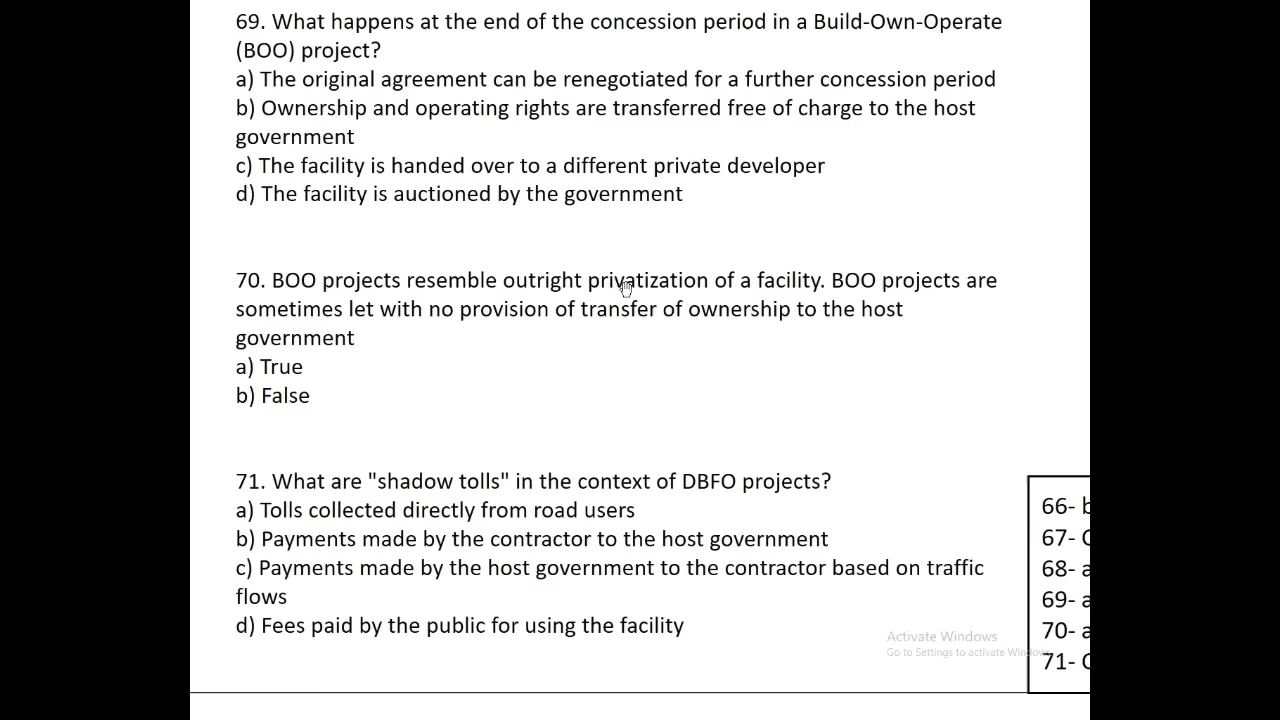 69. What happens at the end of the concession period in a Build-Own-Operate
(BOO) project?
a) The original agreement can be renegotiated for a further concession period
b) Ownership and operating rights are transferred free of charge to the host
government
c) The facility is handed over to a different private developer
d) The facility is auctioned by the government
70. BOO projects resemble outright privatization of a facility. BOO projects are
sometimes let with no provision of transfer of ownership to the host
government
a) True
b) False
71. What are "shadow tolls" in the context of DBFO projects?
a) Tolls collected directly from road users
b) Payments made by the contractor to the host government
c) Payments made by the host government to the contractor based on traffic
flows
d) Fees paid by the public for using the facility
66- b
67- C
68- a
69- a
70- a
71- C
Activate Windows
Go to Settings to activate Windows.